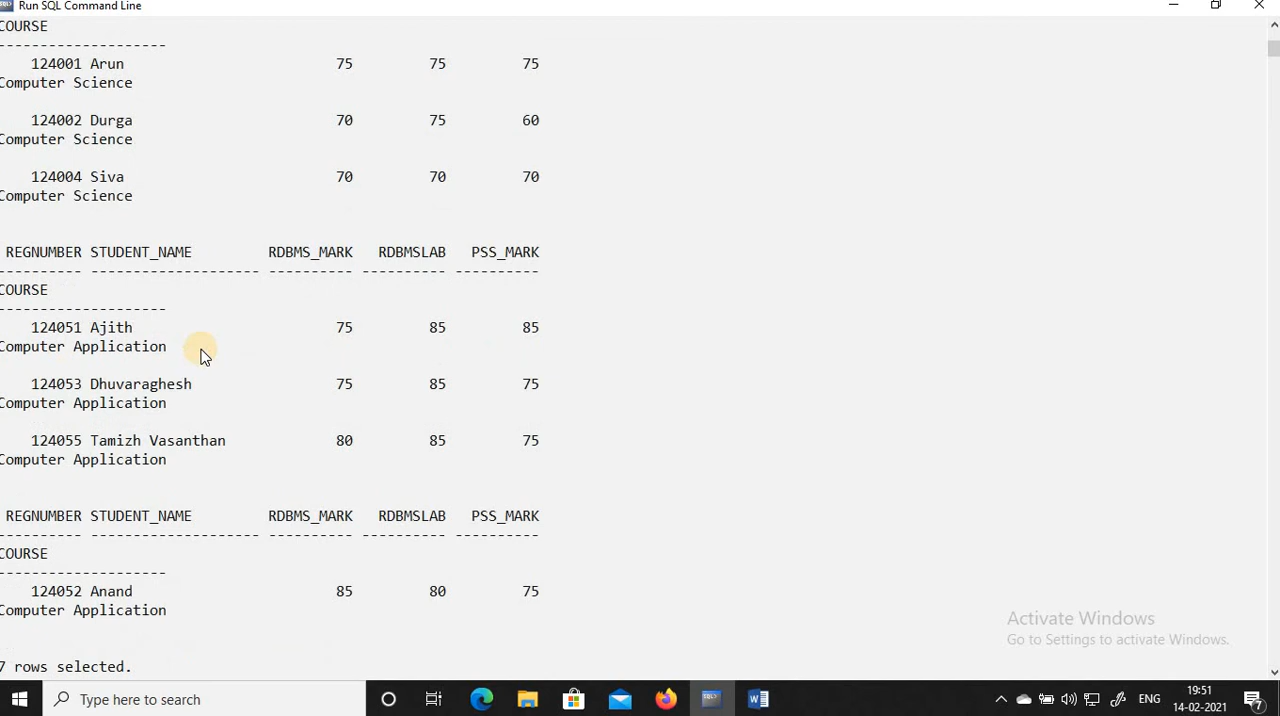 Run SQL Command Line
COURSE
--------------------
124001 Arun 75 75 75
Computer Science
124002 Durga 70 75 60
Computer Science
124004 Siva 70 70 70
Computer Science
REGNUMBER STUDENT_NAME RDBMS_MARK RDBMSLAB PSS_MARK
---------- -------------------- ---------- ---------- ----------
COURSE
--------------------
124051 Ajith 75 85 85
Computer Application
124053 Dhuvaraghesh 75 85 75
Computer Application
124055 Tamizh Vasanthan 80 85 75
Computer Application
REGNUMBER STUDENT_NAME RDBMS_MARK RDBMSLAB PSS_MARK
---------- -------------------- ---------- ---------- ----------
COURSE
--------------------
124052 Anand 85 80 75
Computer Application
7 rows selected.
Activate Windows
Go to Settings to activate Windows.
Type here to search
ENG
19:51
14-02-2021
7